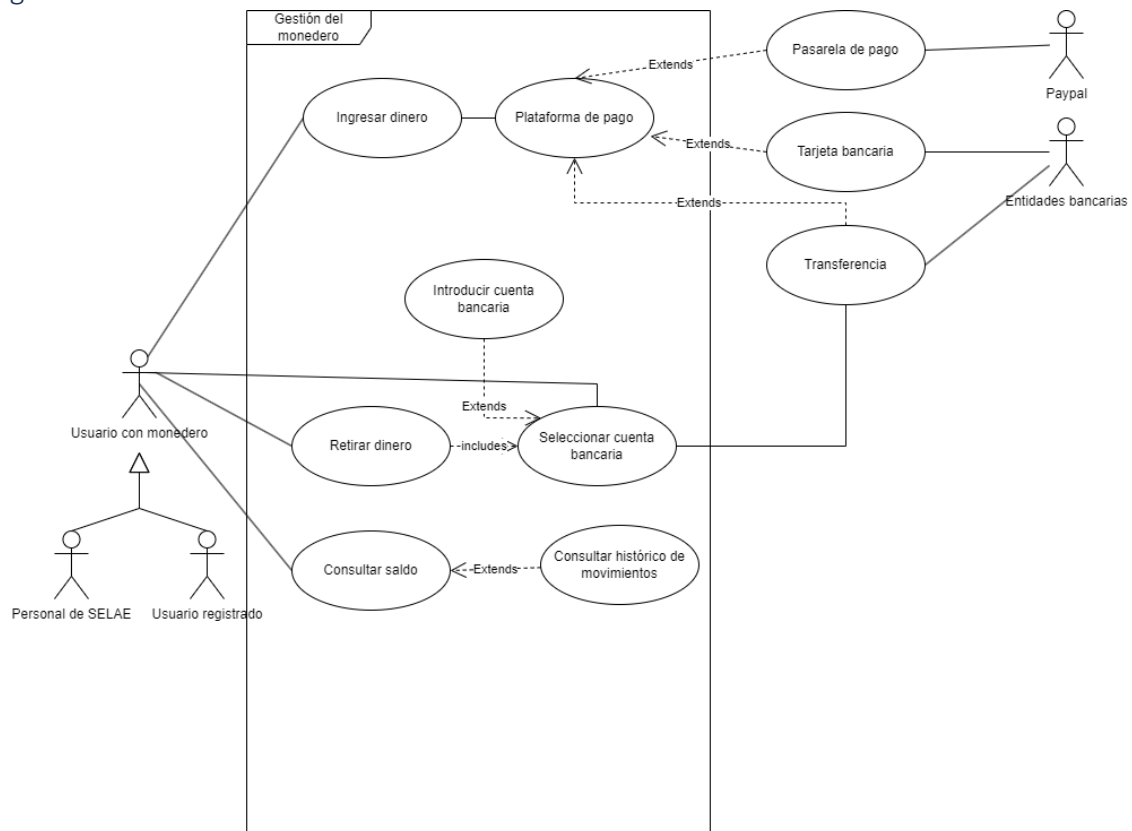 Gestión del
monedero
Pasarela de pago
Extends
Paypal
Ingresar dinero
Plataforma de pago
Tarjeta bancaria
Extends
Entidades bancarias
Extends
Transferencia
Introducir cuenta
bancaria
Extends
Usuario con monedero
Retirar dinero
includes
Seleccionar cuenta
bancaria
Consultar saldo
Extends
Consultar histórico de
movimientos
Personal de SELAE
Usuario registrado